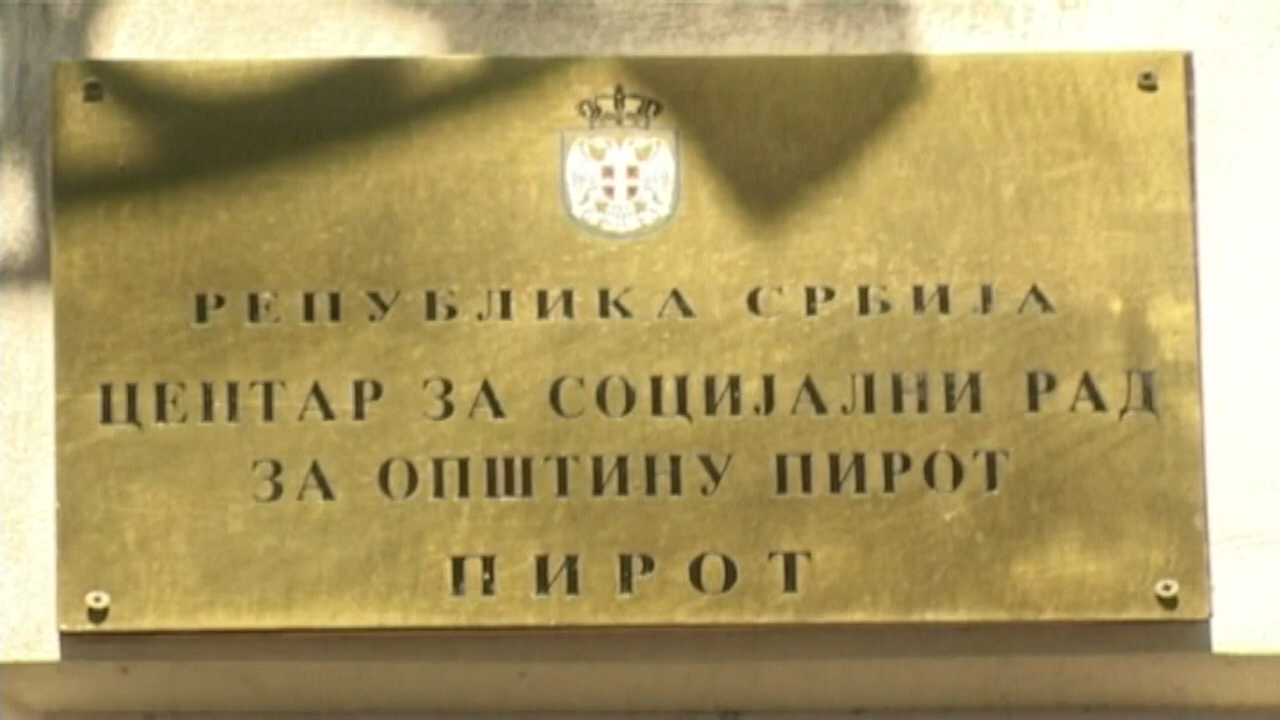 РЕПУБЛИКА СРБИЈА
ЦЕНТАР ЗА СОЦИЈАЛНИ РАД
ЗА ОПШТИНУ ПИРОТ
ПИРОТ